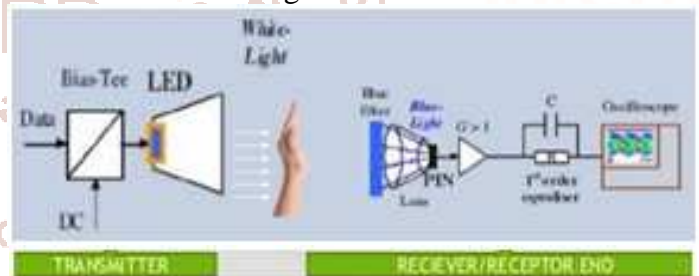 White-
Light
Bias-Tee LED
Data
DC
Blue
filter
Blue-
Light
G > 1
C
Oscilloscope
PIN
Lens
1st order
equaliser
TRANSMITTER
RECIEVER/RECEPTOR END